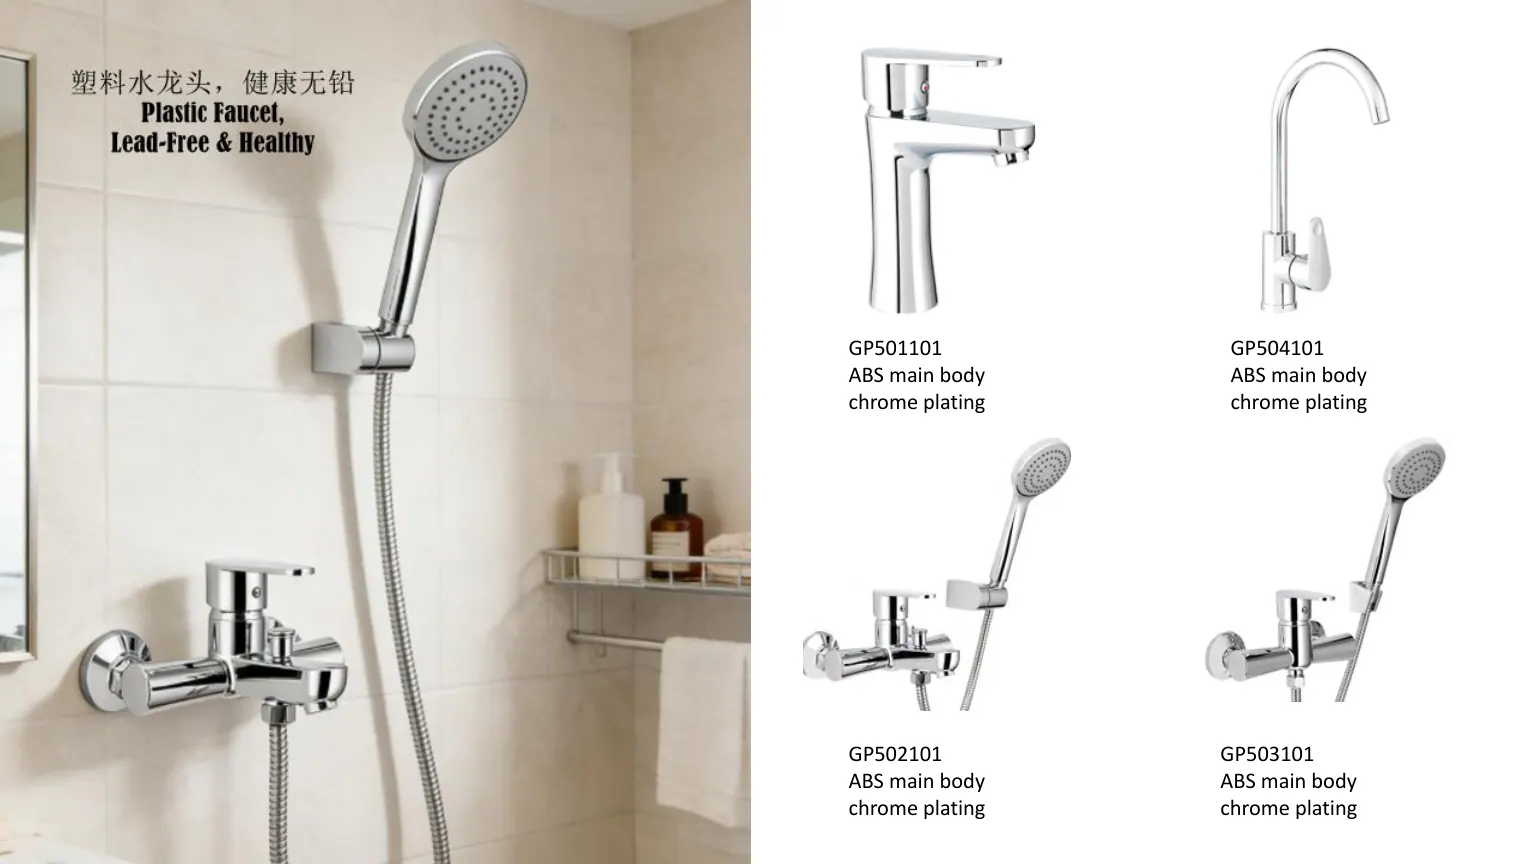 塑料水龙头，健康无铅
Plastic Faucet,
Lead-Free & Healthy
GP501101
ABS main body
chrome plating
GP504101
ABS main body
chrome plating
GP502101
ABS main body
chrome plating
GP503101
ABS main body
chrome plating